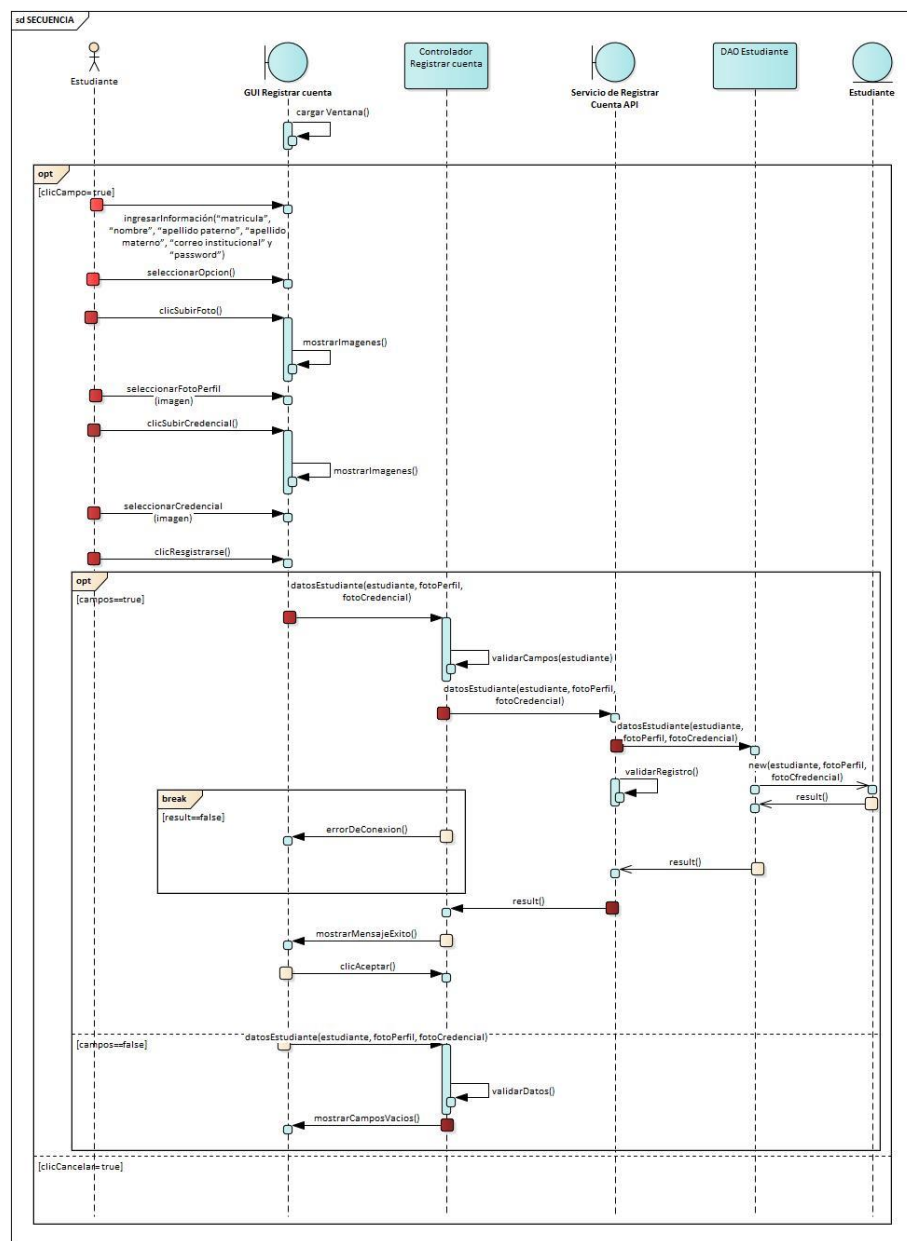 sd SECUENCIA
Estudiante
GUI Registrar cuenta
Controlador
Registrar cuenta
Servicio de Registrar
Cuenta API
DAO Estudiante
Estudiante
cargar Ventana()
opt
[clicCampo=true]
ingresarInformación("matricula",
"nombre", "apellido paterno", "apellido
materno", "correo institucional" y
"password")
seleccionarOpcion()
clicSubirFoto()
mostrarImagenes()
seleccionarFotoPerfil
(imagen)
clicSubirCredencial()
mostrarImagenes()
seleccionarCredencial
(imagen)
clicResgistrarse()
opt
[campos==true]
datosEstudiante(estudiante, fotoPerfil,
fotoCredencial)
validarCampos(estudiante)
datosEstudiante(estudiante, fotoPerfil,
fotoCredencial)
datosEstudiante(estudiante,
fotoPerfil, fotoCredencial)
new(estudiante, fotoPerfil,
fotoCfredencial)
validarRegistro()
result()
break
[result==false]
errorDeConexion()
result()
result()
mostrarMensajeExito()
clicAceptar()
[campos==false]
datosEstudiante(estudiante, fotoPerfil, fotoCredencial)
validarDatos()
mostrarCamposVacios()
[clicCancelar=true]